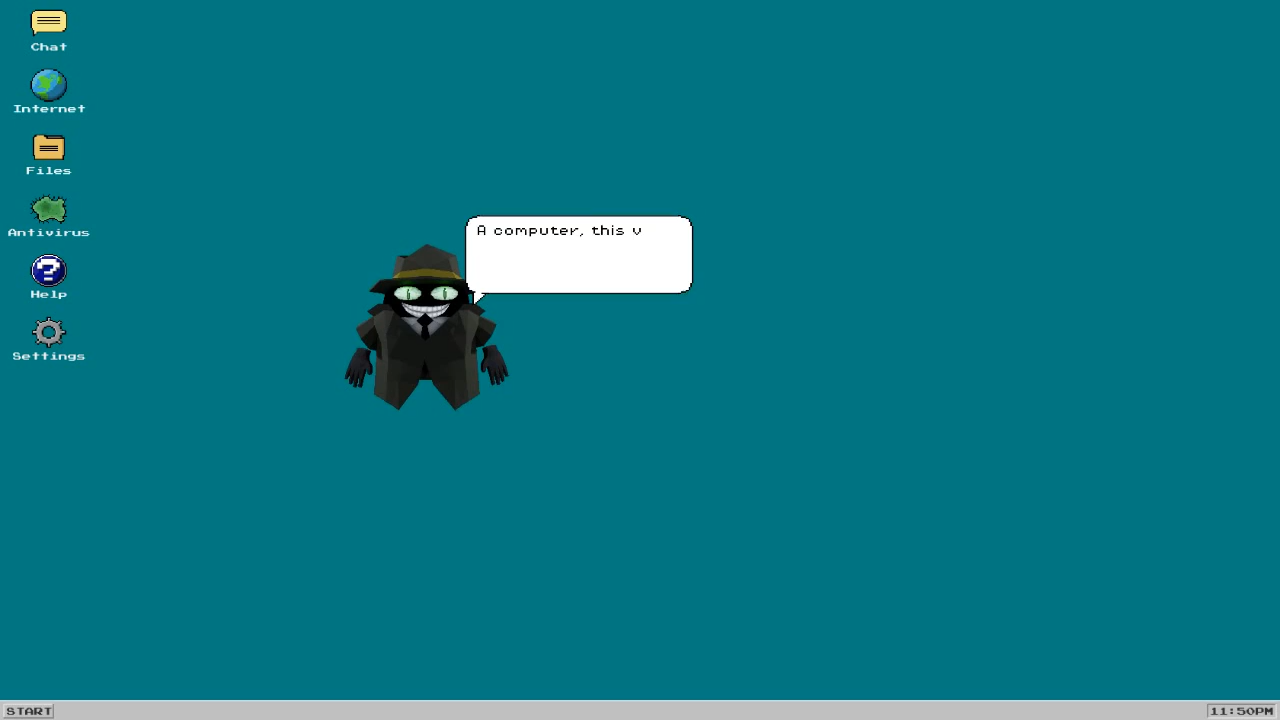 Chat
Internet
Files
Antivirus
Help
Settings
A computer, this v
START
11:50PM